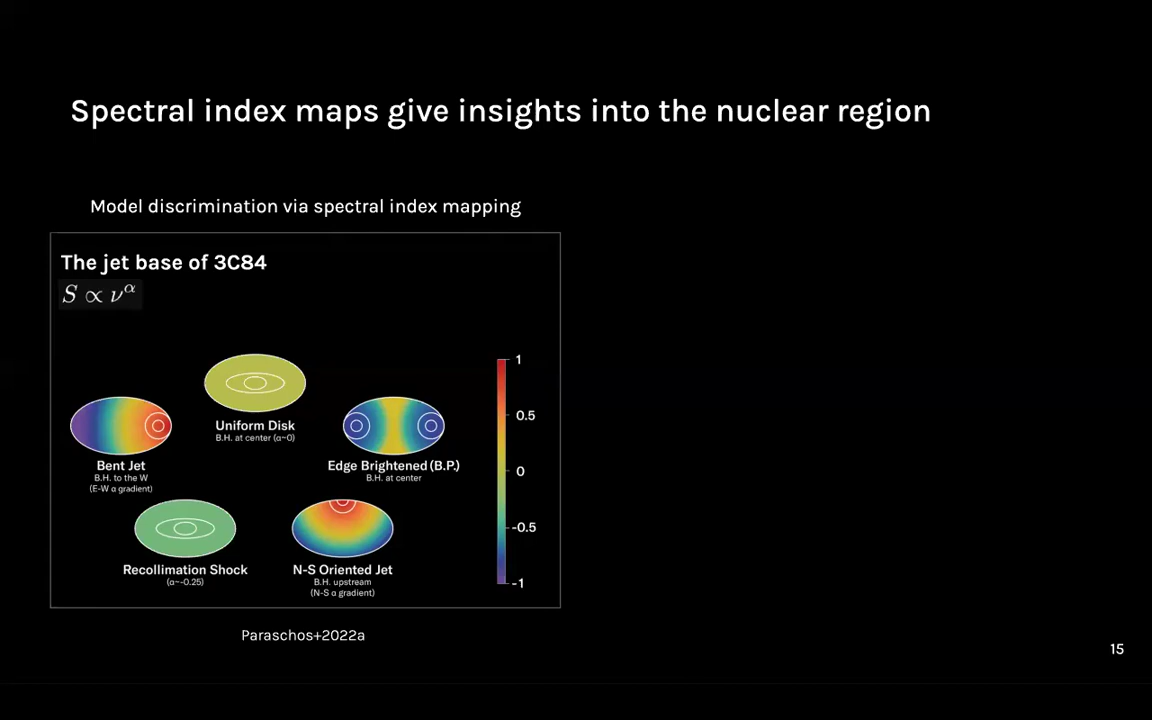 Spectral index maps give insights into the nuclear region
Model discrimination via spectral index mapping
The jet base of 3C84
S ∝ ν^α
Uniform Disk
B.H. at center (α~0)
Bent Jet
B.H. to the W
(E-W α gradient)
Edge Brightened (B.P.)
B.H. at center
Recollimation Shock
(α~-0.25)
N-S Oriented Jet
B.H. upstream
(N-S α gradient)
1
0.5
0
-0.5
-1
Paraschos+2022a
15